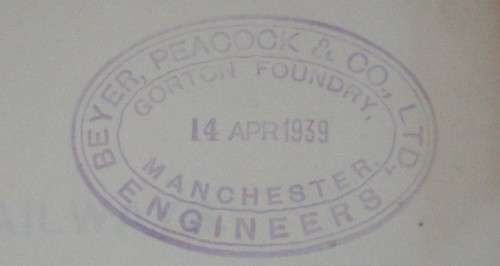 BEYER, PEACOCK & CO., LTD.
GORTON FOUNDRY,
14 APR 1939
MANCHESTER.
ENGINEERS